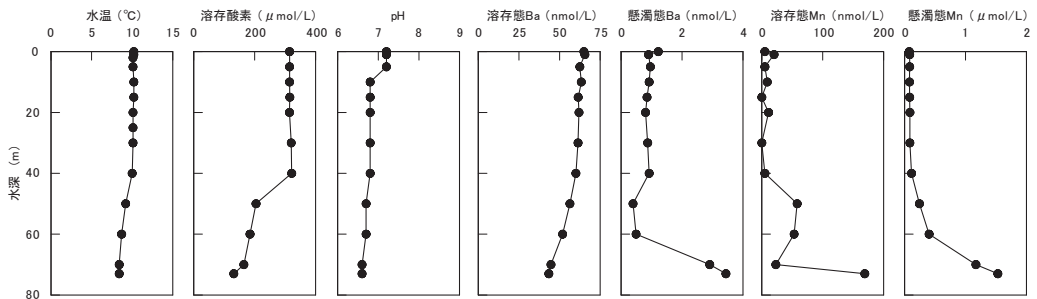 水温（℃）
0 5 10 15
溶存酸素（μmol/L）
0 200 400
pH
6 7 8 9
溶存態Ba（nmol/L）
0 25 50 75
懸濁態Ba（nmol/L）
0 2 4
溶存態Mn（nmol/L）
0 100 200
懸濁態Mn（μmol/L）
0 1 2
水深（m）
0
20
40
60
80